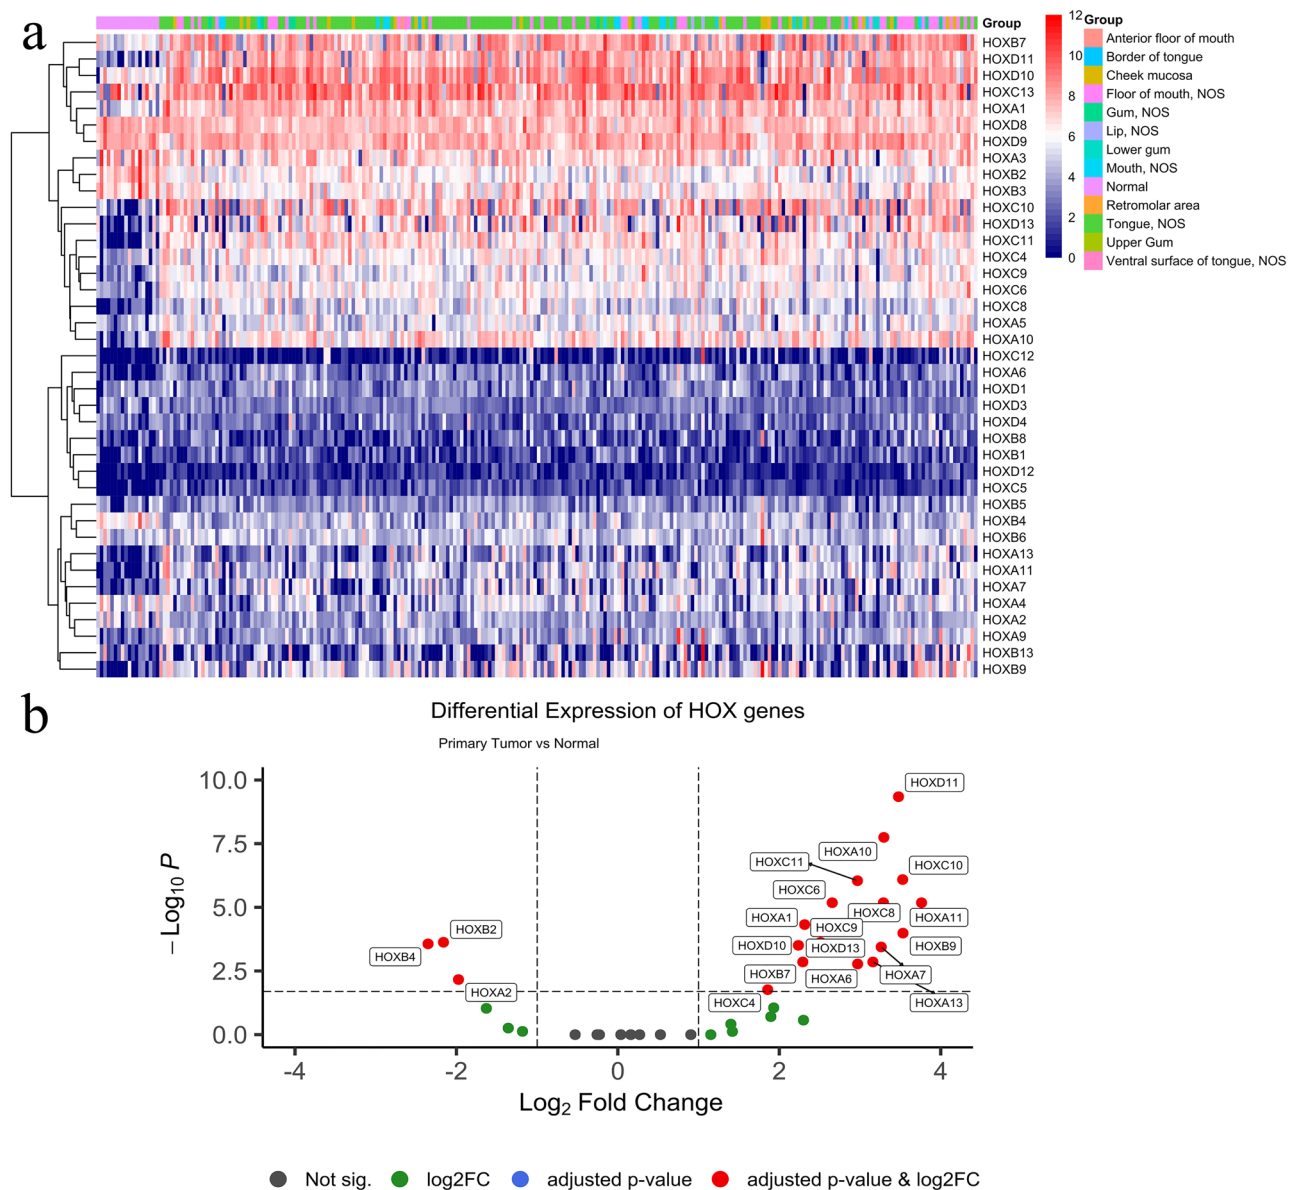 a
Group
HOXB7
HOXD11
HOXD10
HOXC13
HOXA1
HOXD8
HOXD9
HOXA3
HOXB2
HOXB3
HOXC10
HOXD13
HOXC11
HOXC4
HOXC9
HOXC6
HOXC8
HOXA5
HOXA10
HOXC12
HOXA6
HOXD1
HOXD3
HOXD4
HOXB8
HOXB1
HOXD12
HOXC5
HOXB5
HOXB4
HOXB6
HOXA13
HOXA11
HOXA7
HOXA4
HOXA2
HOXA9
HOXB13
HOXB9
12
10
8
6
4
2
0
Group
Anterior floor of mouth
Border of tongue
Cheek mucosa
Floor of mouth, NOS
Gum, NOS
Lip, NOS
Lower gum
Mouth, NOS
Normal
Retromolar area
Tongue, NOS
Upper Gum
Ventral surface of tongue, NOS
b
Differential Expression of HOX genes
Primary Tumor vs Normal
10.0
7.5
5.0
2.5
0.0
− Log10 P
HOXD11
HOXA10
HOXC11
HOXC10
HOXC6
HOXC8
HOXA11
HOXA1
HOXC9
HOXB2
HOXB4
HOXD10
HOXD13
HOXB9
HOXB7
HOXA6
HOXA7
HOXA2
HOXC4
HOXA13
-4
-2
0
2
4
Log2 Fold Change
Not sig.
log2FC
adjusted p-value
adjusted p-value & log2FC